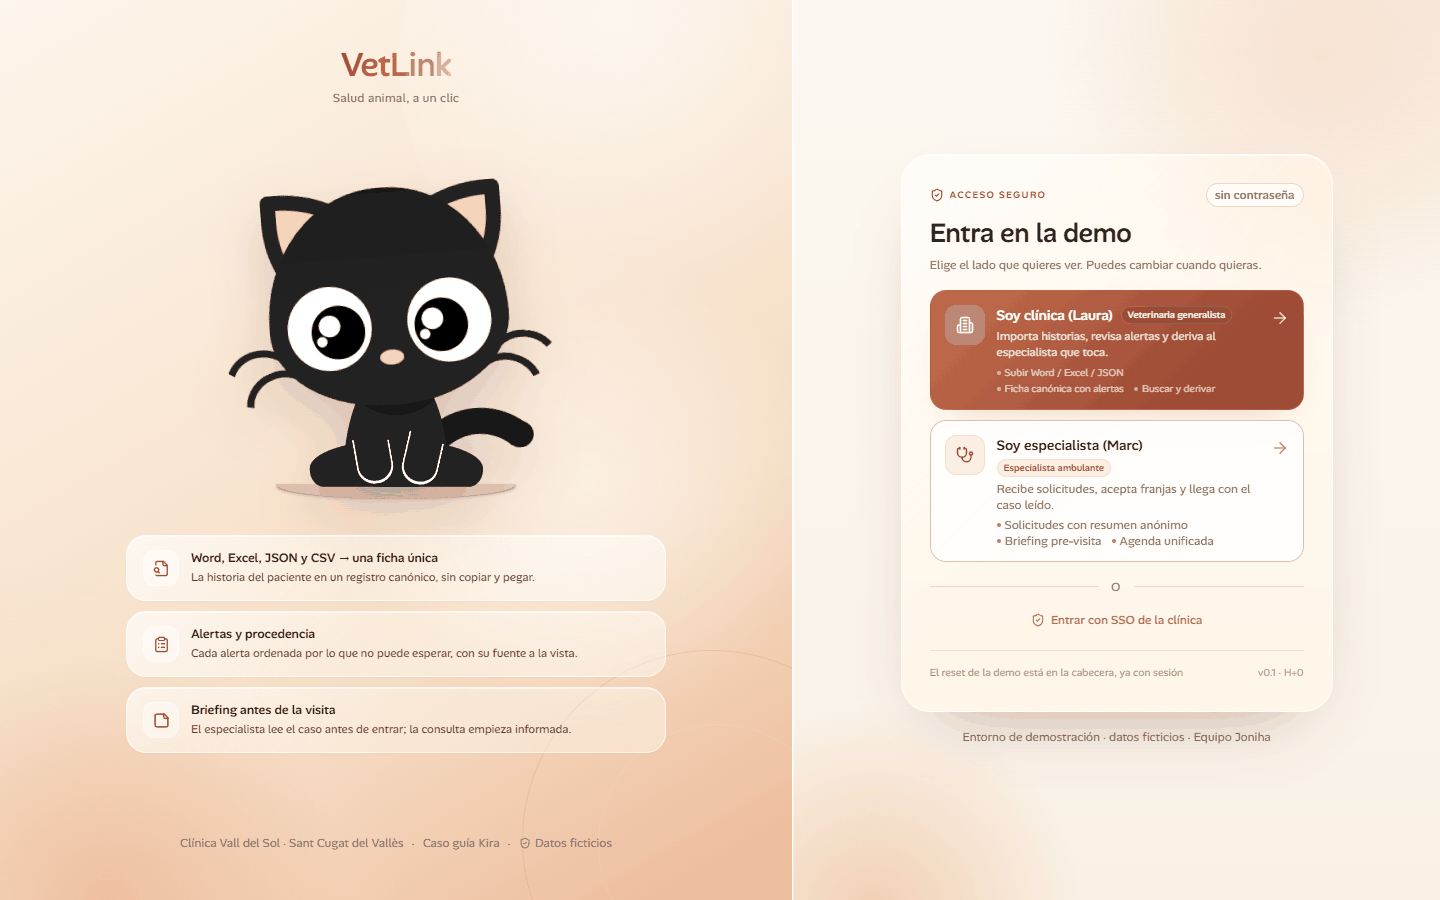 VetLink
Salud animal, a un clic
Word, Excel, JSON y CSV → una ficha única
La historia del paciente en un registro canónico, sin copiar y pegar.
Alertas y procedencia
Cada alerta ordenada por lo que no puede esperar, con su fuente a la vista.
Briefing antes de la visita
El especialista lee el caso antes de entrar; la consulta empieza informada.
Clínica Vall del Sol · Sant Cugat del Vallès · Caso guía Kira · Datos ficticios
ACCESO SEGURO
sin contraseña
Entra en la demo
Elige el lado que quieres ver. Puedes cambiar cuando quieras.
Soy clínica (Laura) Veterinaria generalista
Importa historias, revisa alertas y deriva al
especialista que toca.
• Subir Word / Excel / JSON
• Ficha canónica con alertas • Buscar y derivar
Soy especialista (Marc)
Especialista ambulante
Recibe solicitudes, acepta franjas y llega con el
caso leído.
• Solicitudes con resumen anónimo
• Briefing pre-visita • Agenda unificada
O
Entrar con SSO de la clínica
El reset de la demo está en la cabecera, ya con sesión
v0.1 · H+0
Entorno de demostración · datos ficticios · Equipo Joniha